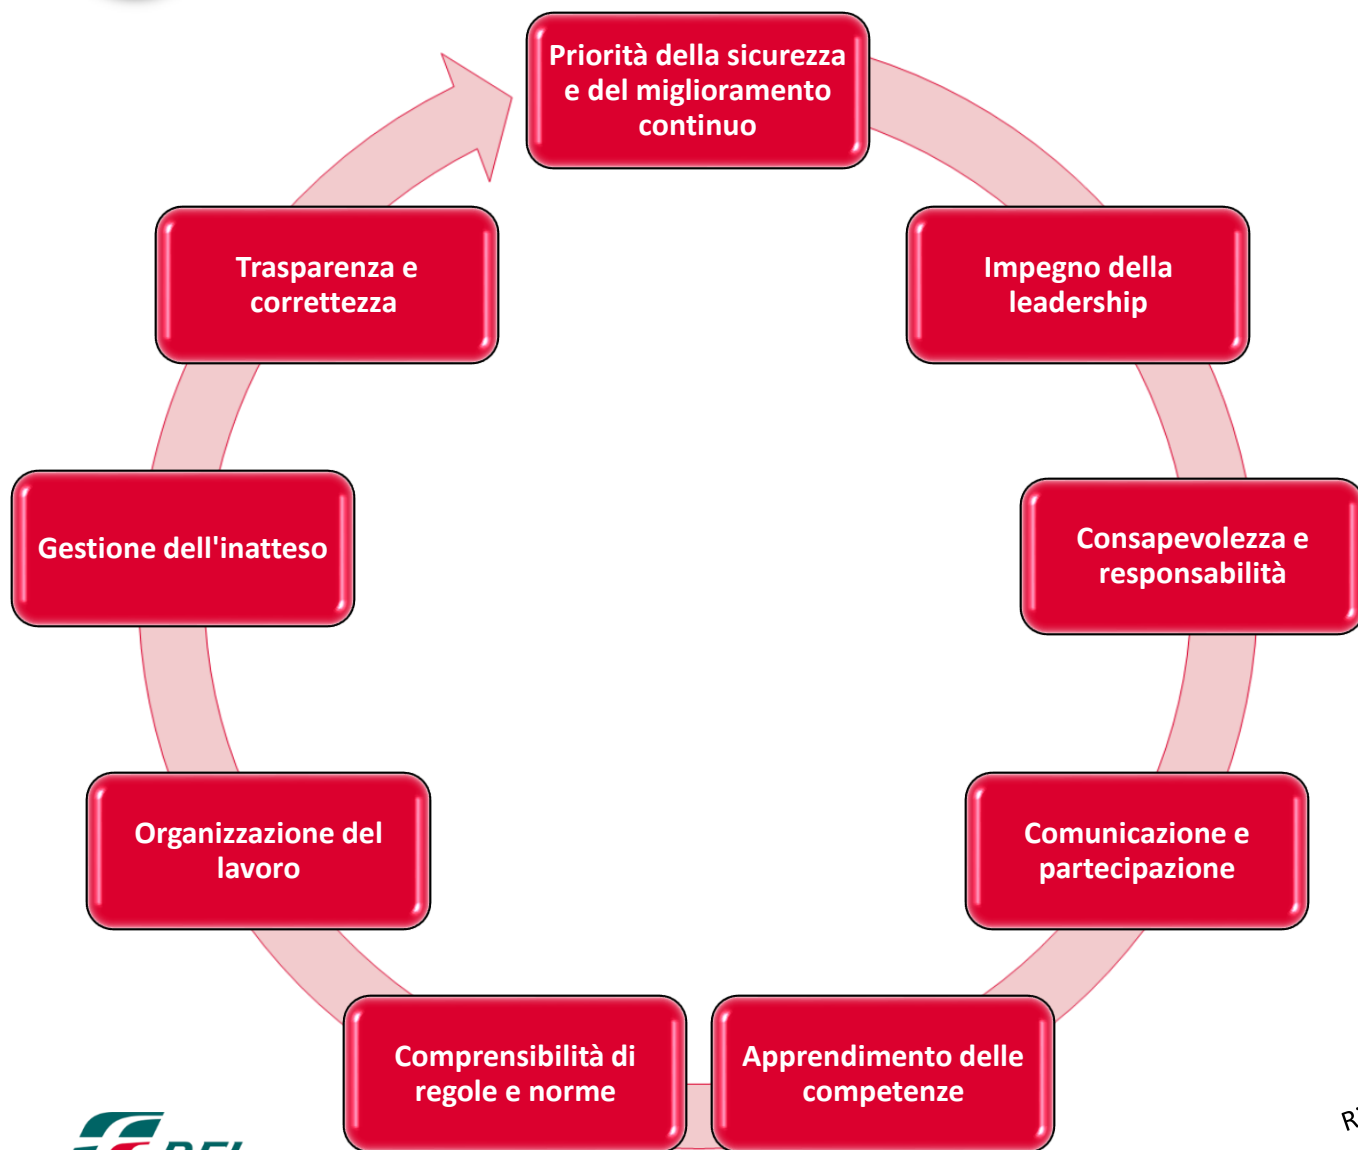 Priorità della sicurezza
e del miglioramento
continuo
Impegno della
leadership
Consapevolezza e
responsabilità
Comunicazione e
partecipazione
Apprendimento delle
competenze
Comprensibilità di
regole e norme
Organizzazione del
lavoro
Gestione dell'inatteso
Trasparenza e
correttezza